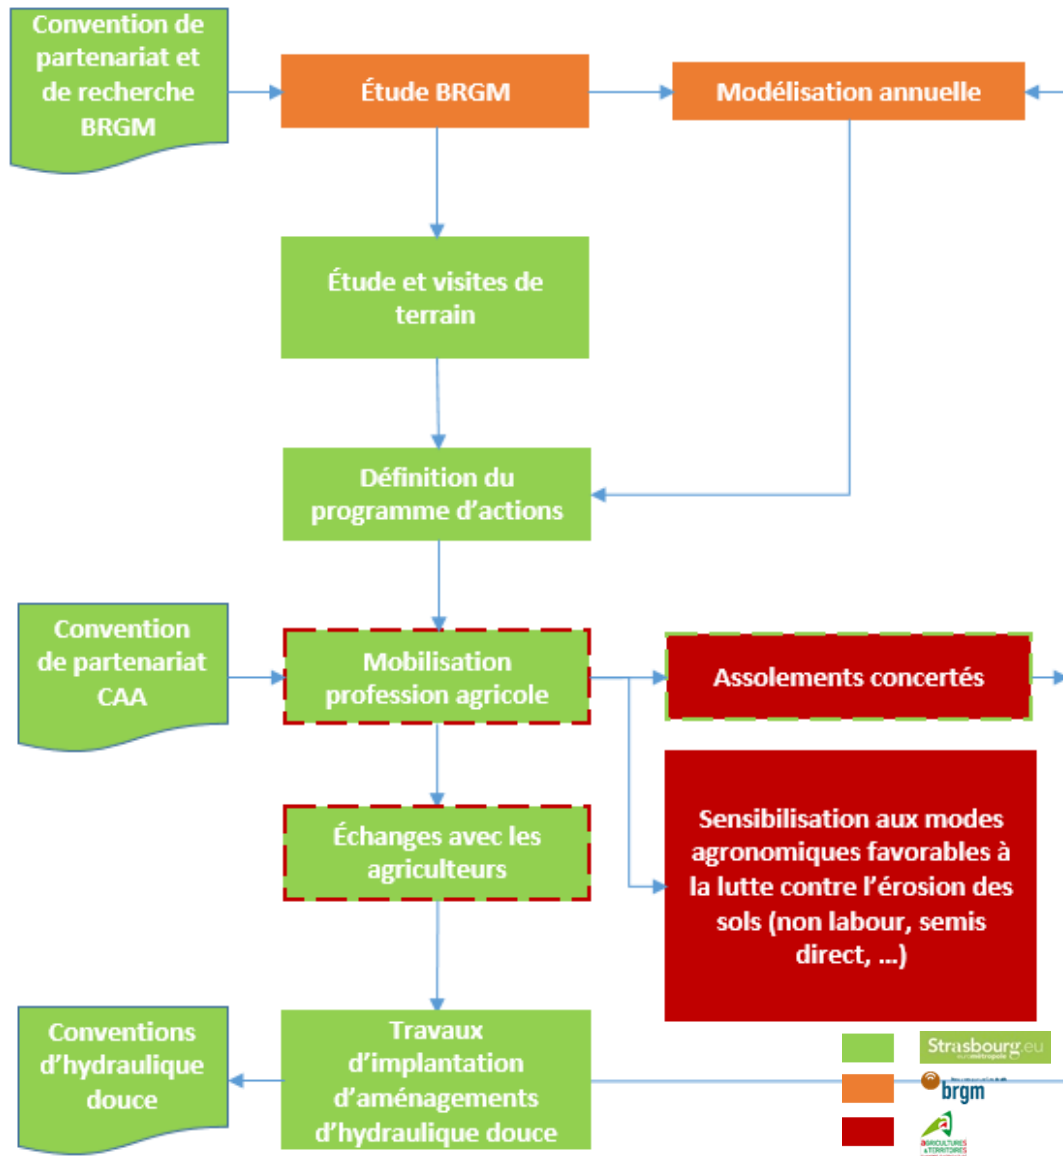 Convention de
partenariat et
de recherche
BRGM
Étude BRGM
Modélisation annuelle
Étude et visites de
terrain
Définition du
programme d’actions
Convention
de partenariat
CAA
Mobilisation
profession agricole
Assolements concertés
Échanges avec les
agriculteurs
Sensibilisation aux modes
agronomiques favorables à
la lutte contre l’érosion des
sols (non labour, semis
direct, …)
Conventions
d’hydraulique
douce
Travaux
d’implantation
d’aménagements
d’hydraulique douce
Strasbourg.eu
eurométropole
brgm
AGRICULTURES
& TERRITOIRES